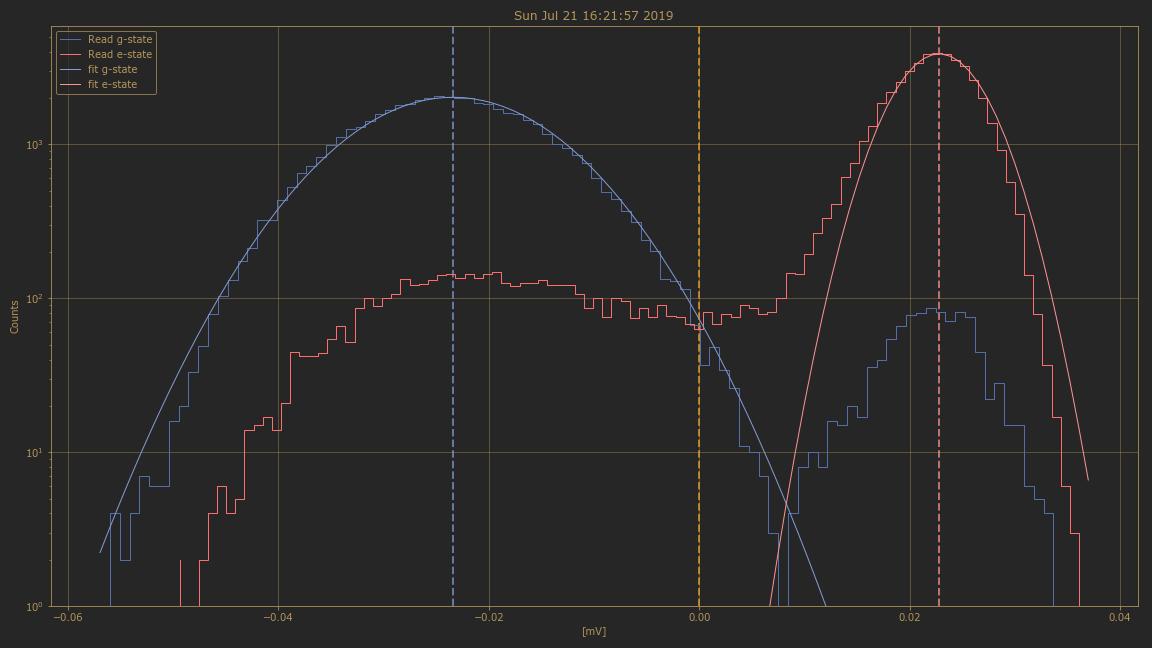 Sun Jul 21 16:21:57 2019
Read g-state
Read e-state
fit g-state
fit e-state
10³
10²
10¹
10⁰
Counts
−0.06
−0.04
−0.02
0.00
0.02
0.04
[mV]